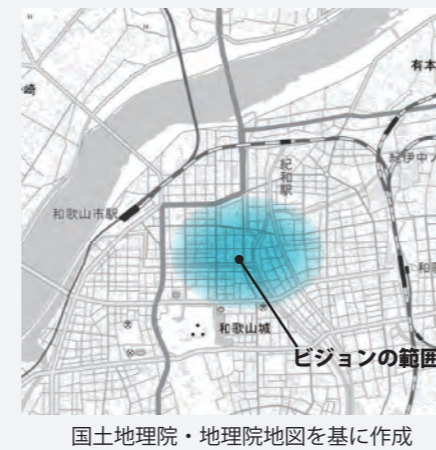 有本
崎
紀和駅
紀伊中ノ
和歌山市駅
和歌
和歌山城
ビジョンの範囲
国土地理院・地理院地図を基に作成